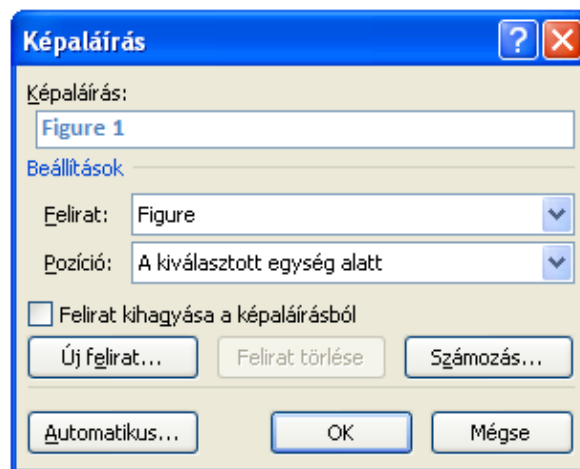 Képaláírás
Képaláírás:
Figure 1
Beállítások
Felirat: Figure
Pozíció: A kiválasztott egység alatt
Felirat kihagyása a képaláírásból
Új felirat... Felirat törlése Számozás...
Automatikus... OK Mégse